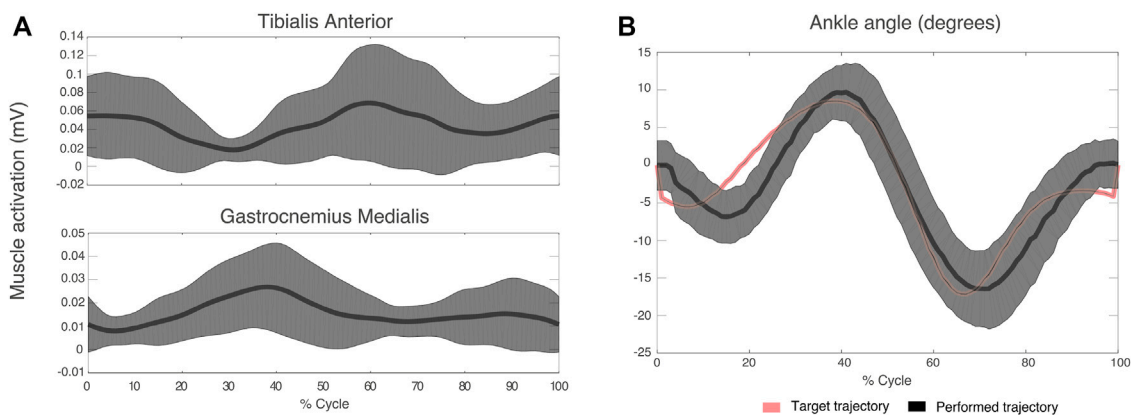 A
Tibialis Anterior
Muscle activation (mV)
0.14
0.12
0.1
0.08
0.06
0.04
0.02
0
-0.02
Gastrocnemius Medialis
0.05
0.04
0.03
0.02
0.01
0
-0.01
0 10 20 30 40 50 60 70 80 90 100
% Cycle
B
Ankle angle (degrees)
15
10
5
0
-5
-10
-15
-20
-25
0 20 40 60 80 100
% Cycle
Target trajectory Performed trajectory